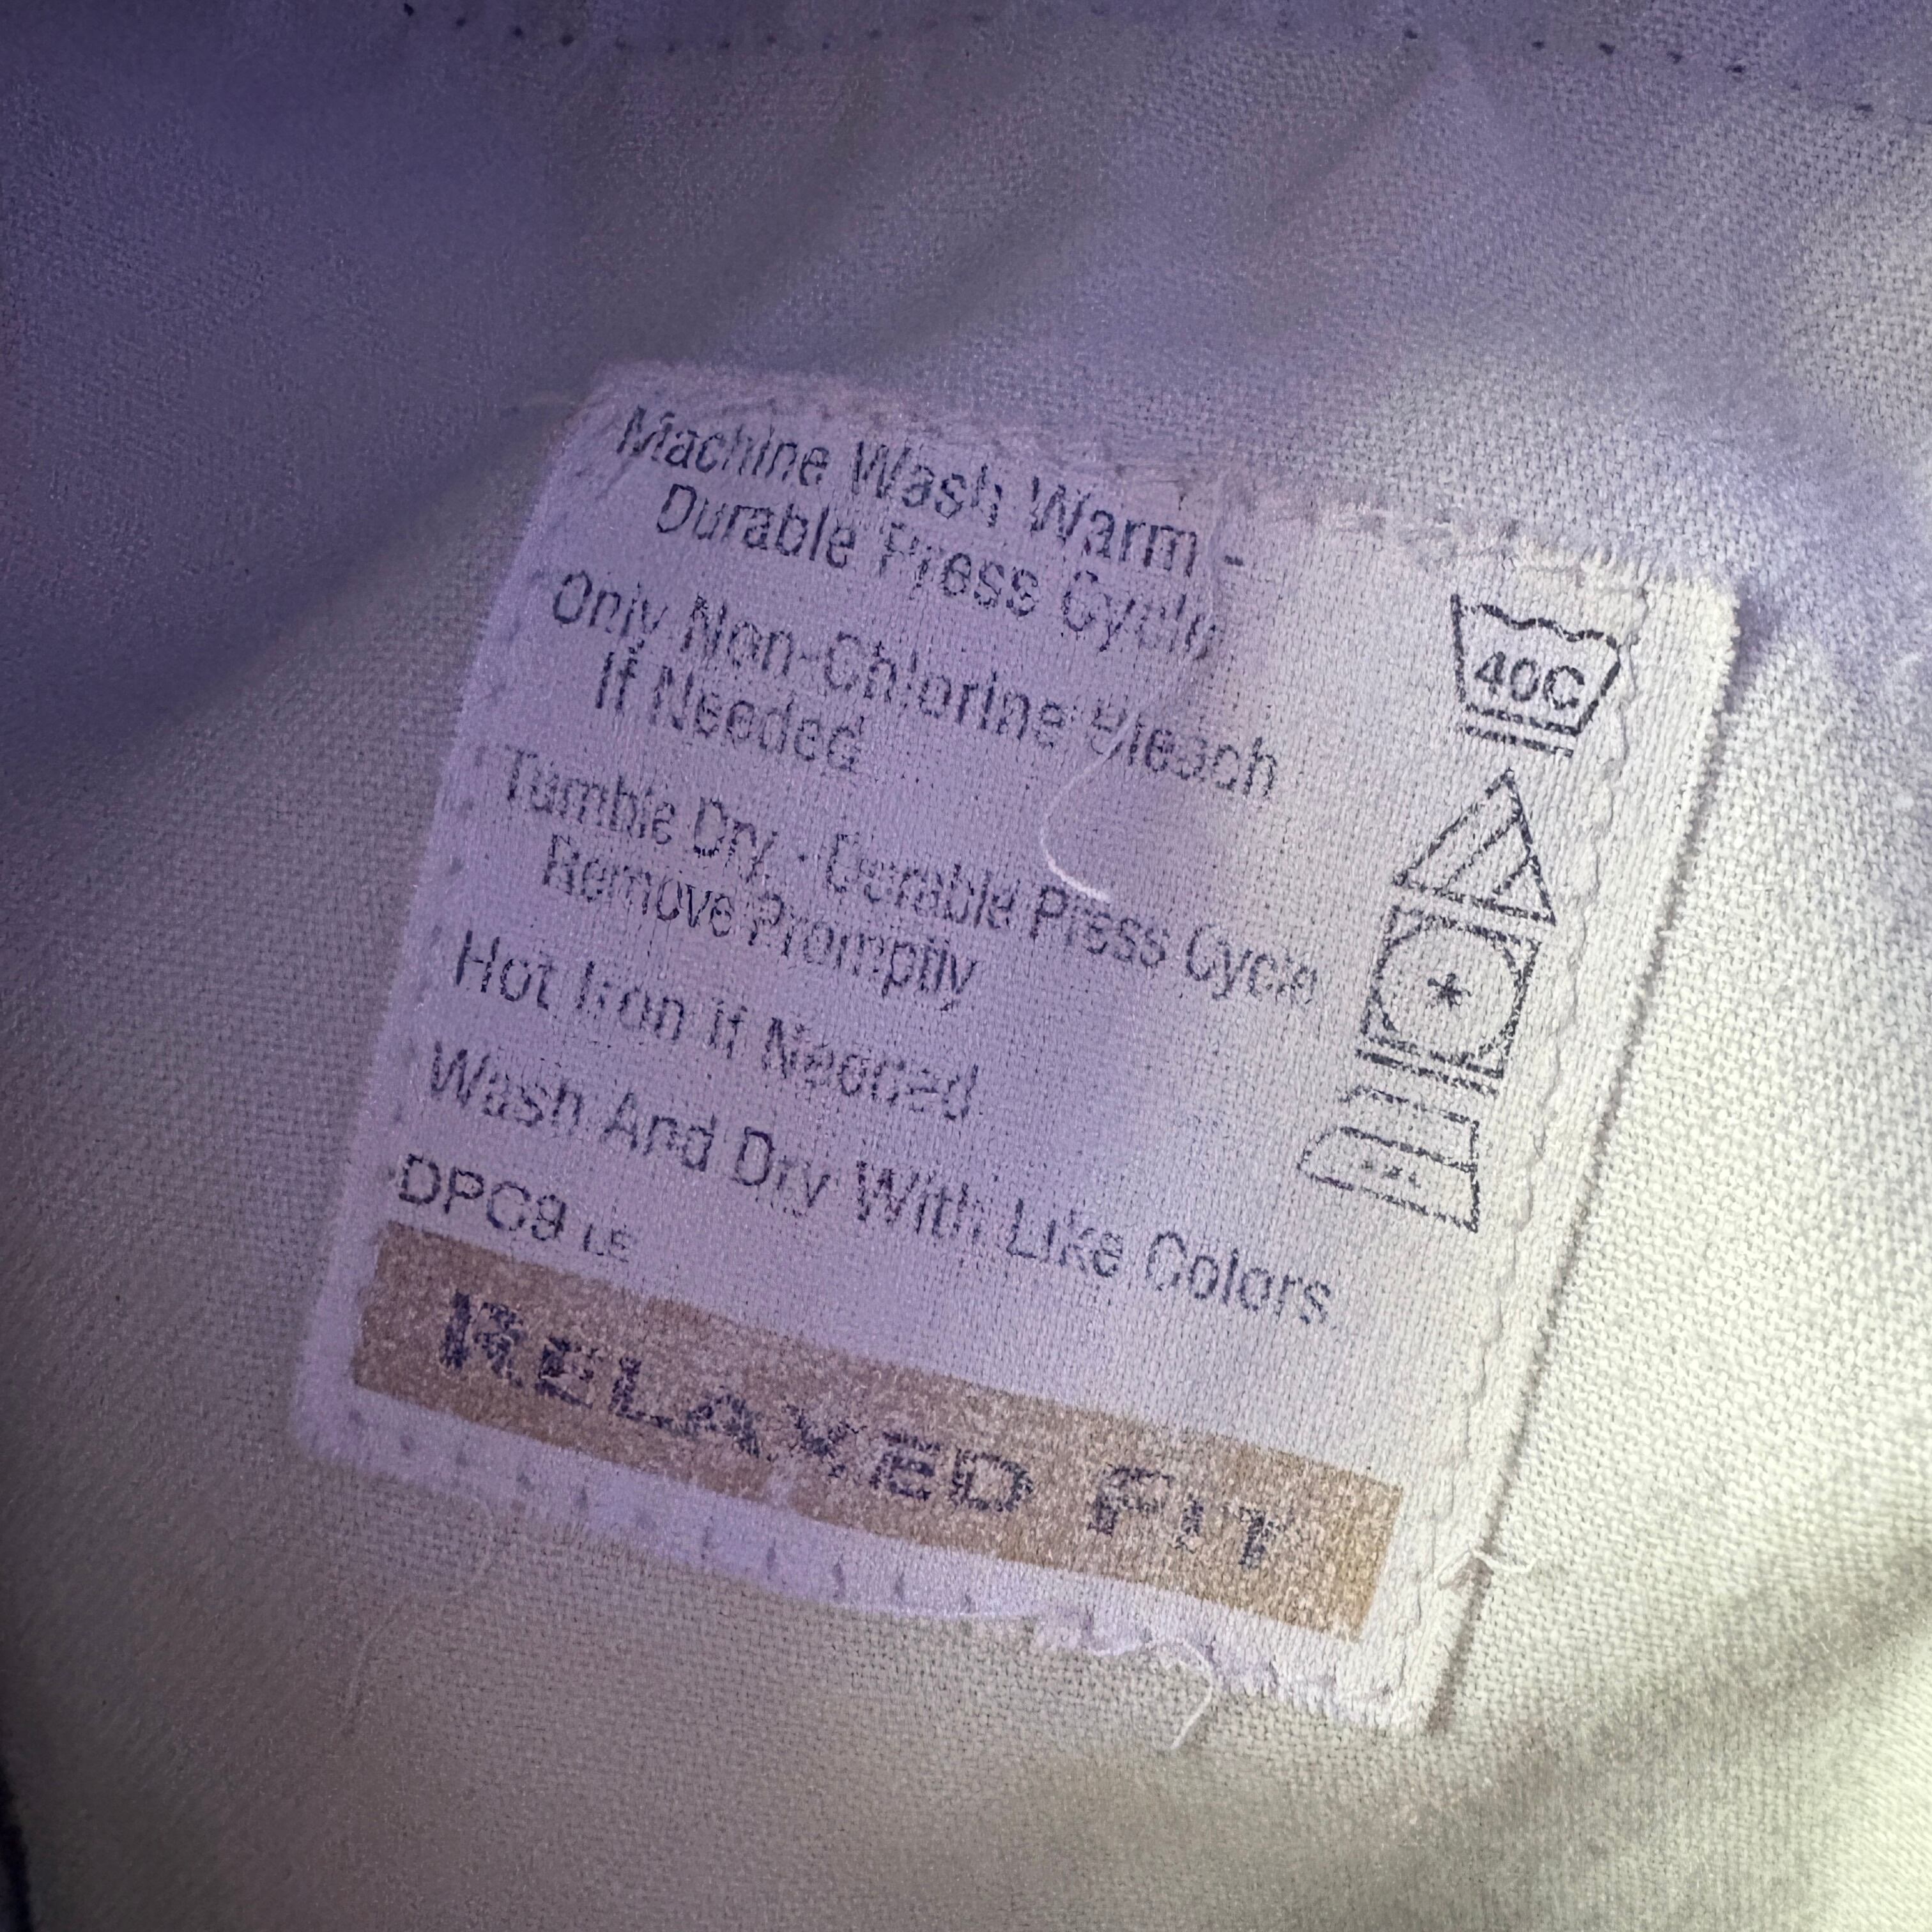 Machine Wash Warm -
Durable Press Cycle
Only Non-Chlorine Bleach
If Needed
Tumble Dry. - Durable Press Cycle
Remove Promptly
Hot Iron if Needed
Wash And Dry With Like Colors
DPC9 LE
RELAXED FIT
40C